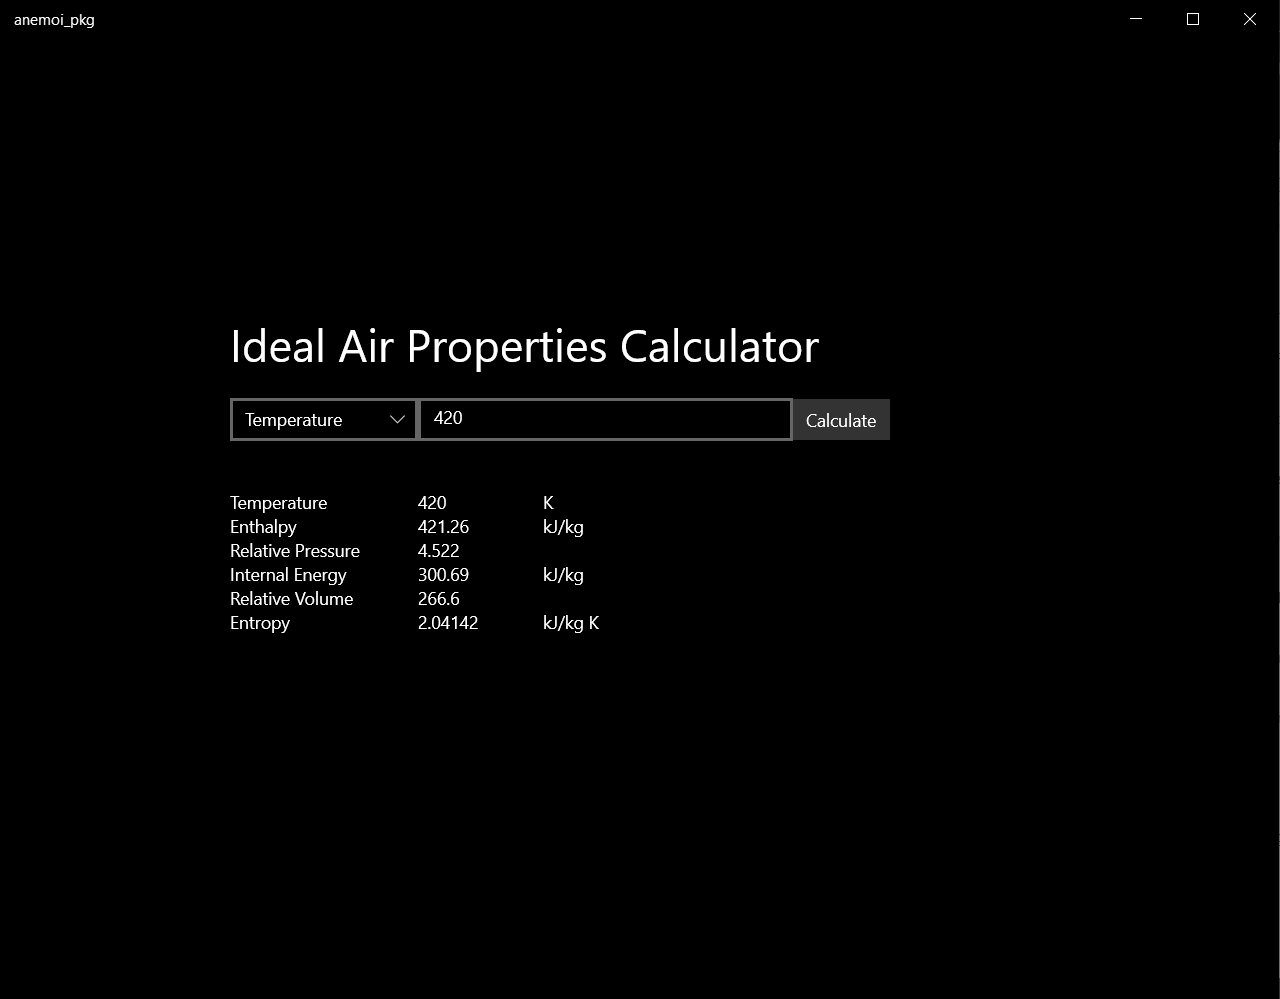 anemoi_pkg
Ideal Air Properties Calculator
Temperature 420 Calculate
Temperature 420 K
Enthalpy 421.26 kJ/kg
Relative Pressure 4.522
Internal Energy 300.69 kJ/kg
Relative Volume 266.6
Entropy 2.04142 kJ/kg K